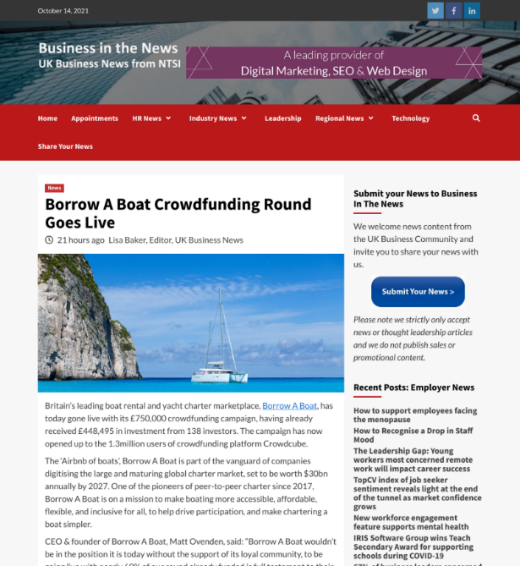 October 14, 2021
Business in the News
UK Business News from NTSI
A leading provider of
Digital Marketing, SEO & Web Design
Home Appointments HR News Industry News Leadership Regional News Technology
Share Your News
News
Borrow A Boat Crowdfunding Round
Goes Live
21 hours ago Lisa Baker, Editor, UK Business News
Britain's leading boat rental and yacht charter marketplace, Borrow A Boat, has
today gone live with its £750,000 crowdfunding campaign, having already
received £448,495 in investment from 138 investors. The campaign has now
opened up to the 1.3million users of crowdfunding platform Crowdcube.
The 'Airbnb of boats', Borrow A Boat is part of the vanguard of companies
digitising the large and maturing global charter market, set to be worth $30bn
annually by 2027. One of the pioneers of peer-to-peer charter since 2017,
Borrow A Boat is on a mission to make boating more accessible, affordable,
flexible, and inclusive for all, to help drive participation, and make chartering a
boat simpler.
CEO & founder of Borrow A Boat, Matt Ovenden, said: "Borrow A Boat wouldn't
be in the position it is today without the support of its loyal community, to be
Submit your News to Business
In The News
We welcome news content from
the UK Business Community and
invite you to share your news with
us.
Submit Your News >
Please note we strictly only accept
news or thought leadership articles
and we do not publish sales or
promotional content.
Recent Posts: Employer News
How to support employees facing
the menopause
How to Recognise a Drop in Staff
Mood
The Leadership Gap: Young
workers most concerned remote
work will impact career success
TopCV index of job seeker
sentiment reveals light at the end
of the tunnel as market confidence
grows
New workforce engagement
feature supports mental health
IRIS Software Group wins Teach
Secondary Award for supporting
schools during COVID-19